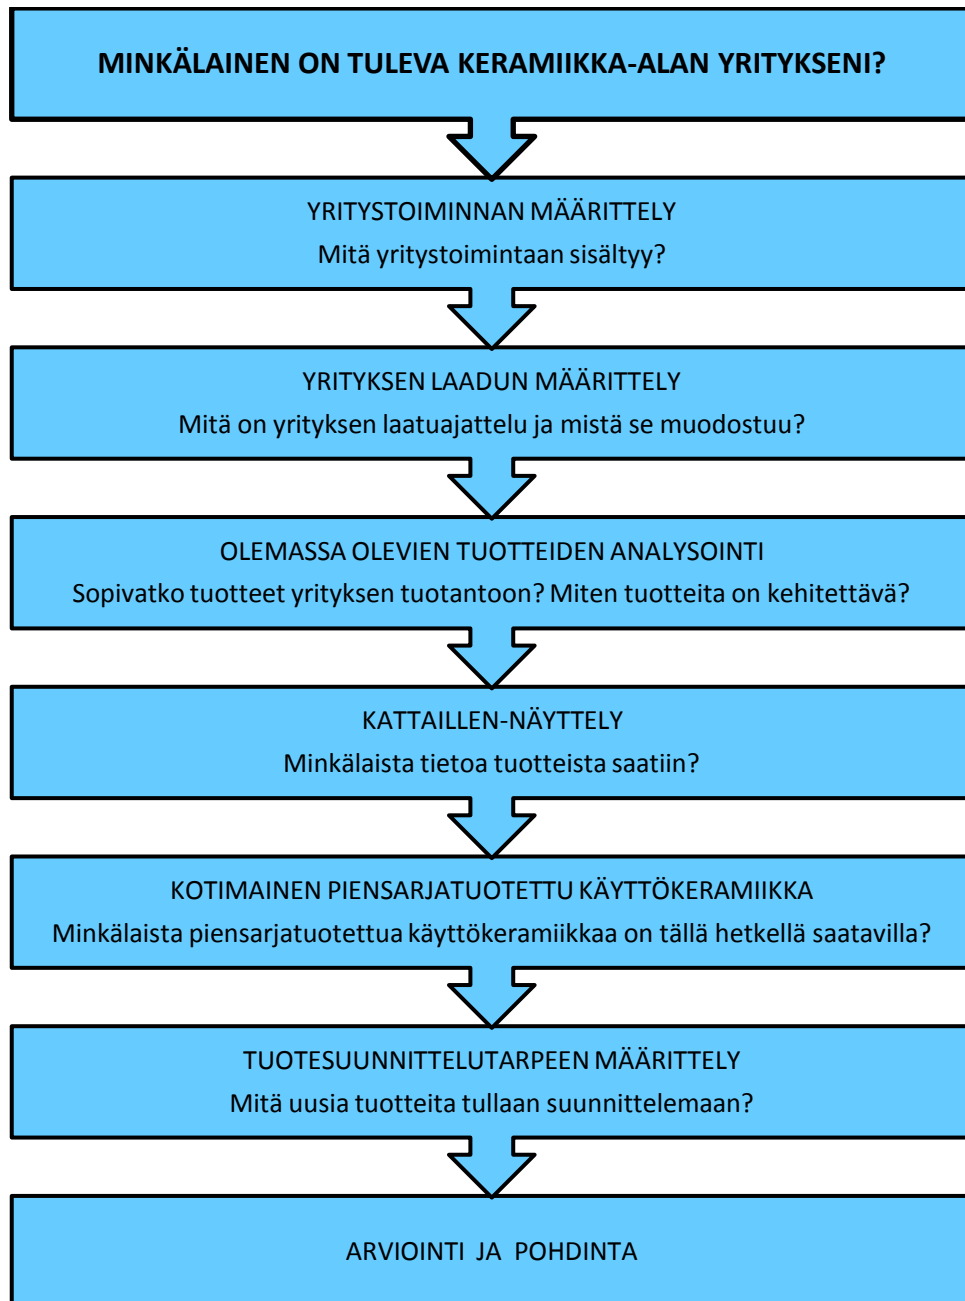 MINKÄLAINEN ON TULEVA KERAMIIKKA-ALAN YRITYKSENI?
YRITYSTOIMINNAN MÄÄRITTELY
Mitä yritystoimintaan sisältyy?
YRITYKSEN LAADUN MÄÄRITTELY
Mitä on yrityksen laatuajattelu ja mistä se muodostuu?
OLEMASSA OLEVIEN TUOTTEIDEN ANALYSOINTI
Sopivatko tuotteet yrityksen tuotantoon? Miten tuotteita on kehitettävä?
KATTAILLEN-NÄYTTELY
Minkälaista tietoa tuotteista saatiin?
KOTIMAINEN PIENSARJATUOTETTU KÄYTTÖKERAMIIKKA
Minkälaista piensarjatuotettua käyttökeramiikkaa on tällä hetkellä saatavilla?
TUOTESUUNNITTELUTARPEEN MÄÄRITTELY
Mitä uusia tuotteita tullaan suunnittelemaan?
ARVIOINTI JA POHDINTA